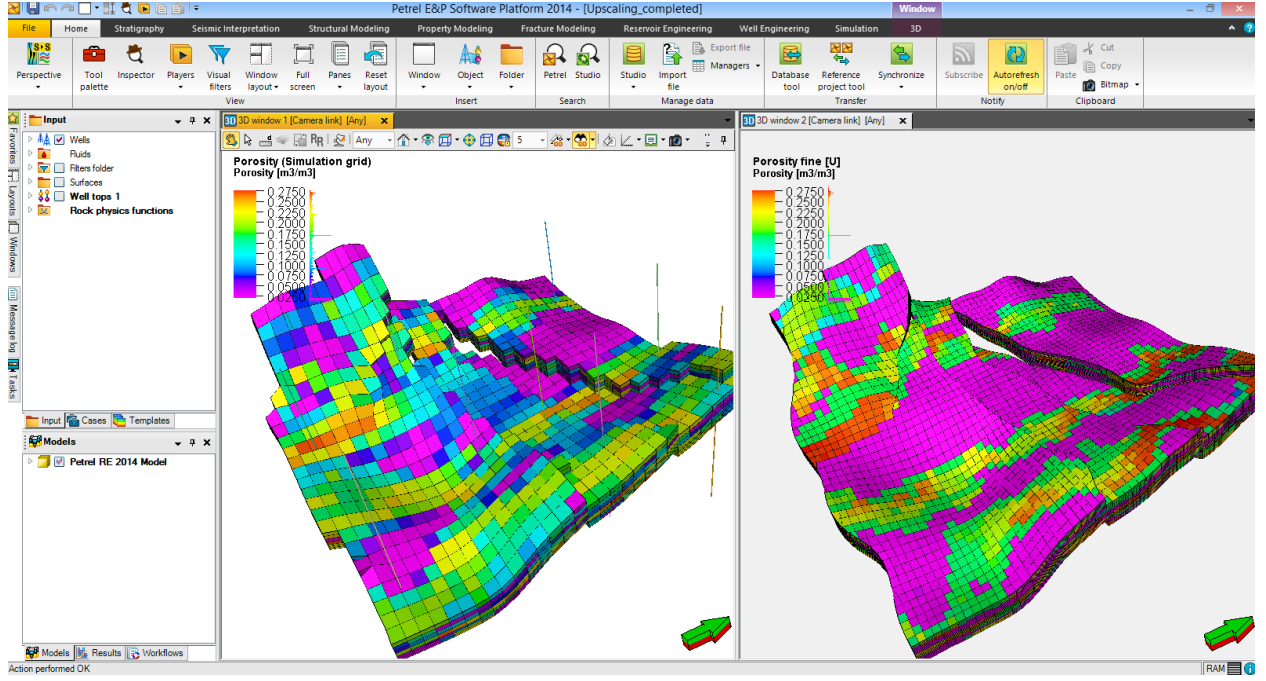 Petrel E&P Software Platform 2014 - [Upscaling_completed]
Window
File Home Stratigraphy Seismic Interpretation Structural Modeling Property Modeling Fracture Modeling Reservoir Engineering Well Engineering Simulation 3D
Perspective
Tool palette
Inspector
Players
Visual filters
Window layout
Full screen
Panes
Reset layout
Window
Object
Folder
Petrel
Studio
Studio
Import file
Export file
Managers
Database tool
Reference project tool
Synchronize
Subscribe
Autorefresh on/off
Paste
Cut
Copy
Bitmap
View Insert Search Manage data Transfer Notify Clipboard
Favorites
Layouts
Windows
Message log
Tasks
Input
Wells
Fluids
Filters folder
Surfaces
Well tops 1
Rock physics functions
Input Cases Templates
Models
Petrel RE 2014 Model
Models Results Workflows
3D 3D window 1 [Camera link] [Any]
Any
5
Porosity (Simulation grid)
Porosity [m3/m3]
0.2750
0.2500
0.2250
0.2000
0.1750
0.1500
0.1250
0.1000
0.0750
0.0500
0.0250
3D 3D window 2 [Camera link] [Any]
Porosity fine [U]
Porosity [m3/m3]
0.2750
0.2500
0.2250
0.2000
0.1750
0.1500
0.1250
0.1000
0.0750
0.0500
0.0250
Action performed OK
RAM